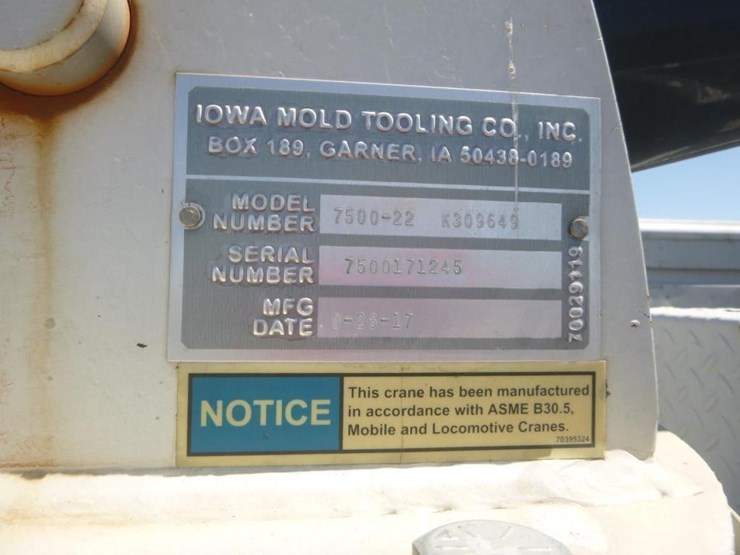 IOWA MOLD TOOLING CO., INC.
BOX 189, GARNER, IA 50438-0189
MODEL NUMBER 7500-22 K309649
SERIAL NUMBER 7500171245
MFG DATE
70029119
NOTICE
This crane has been manufactured
in accordance with ASME B30.5,
Mobile and Locomotive Cranes.
70395324